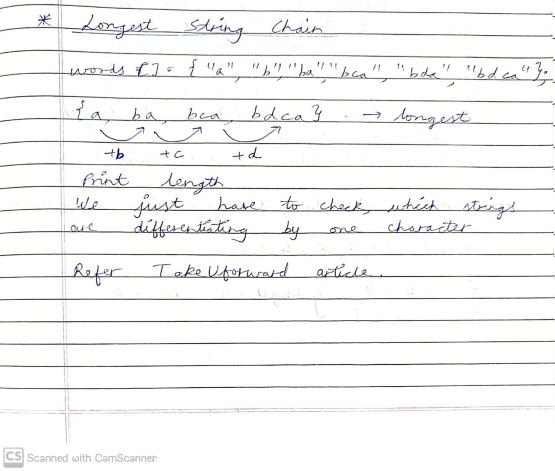 * Longest String Chain
words [] = { "a", "b", "ba", "bca", "bda", "bdca" };
{ a, ba, bca, bdca } → longest
+b +c +d
Print length
We just have to check, which strings
are differentiating by one character
Refer TakeUforward article.
CS Scanned with CamScanner